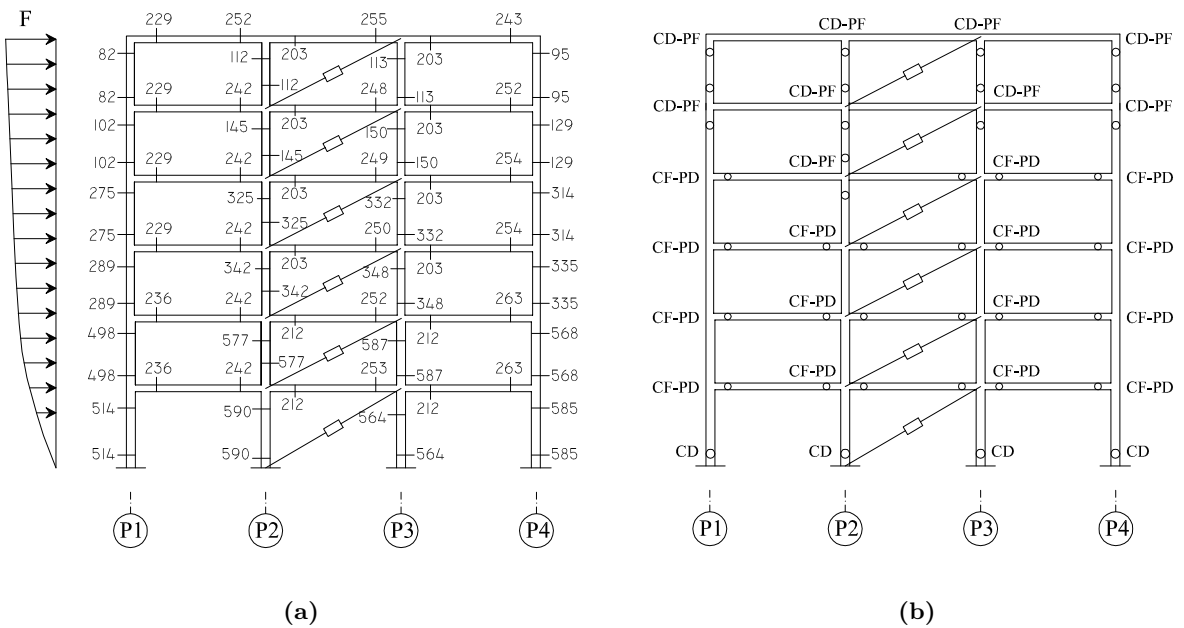 F
229 252 255 243
82 112 203 113 203 95
82 229 242 112 248 113 252 95
102 145 203 150 203 129
102 229 242 145 249 150 254 129
275 325 203 332 203 314
275 229 242 325 250 332 254 314
289 342 203 348 203 335
289 236 242 342 252 348 263 335
498 577 212 587 212 568
498 236 242 577 253 587 263 568
514 590 212 564 212 585
514 590 564 585
P1 P2 P3 P4
(a)
CD-PF CD-PF CD-PF CD-PF
CD-PF CD-PF CD-PF CD-PF
CF-PD CD-PF CF-PD CF-PD
CF-PD CF-PD CF-PD CF-PD
CF-PD CF-PD CF-PD CF-PD
CF-PD CF-PD CF-PD CF-PD
CD CD CD CD
P1 P2 P3 P4
(b)